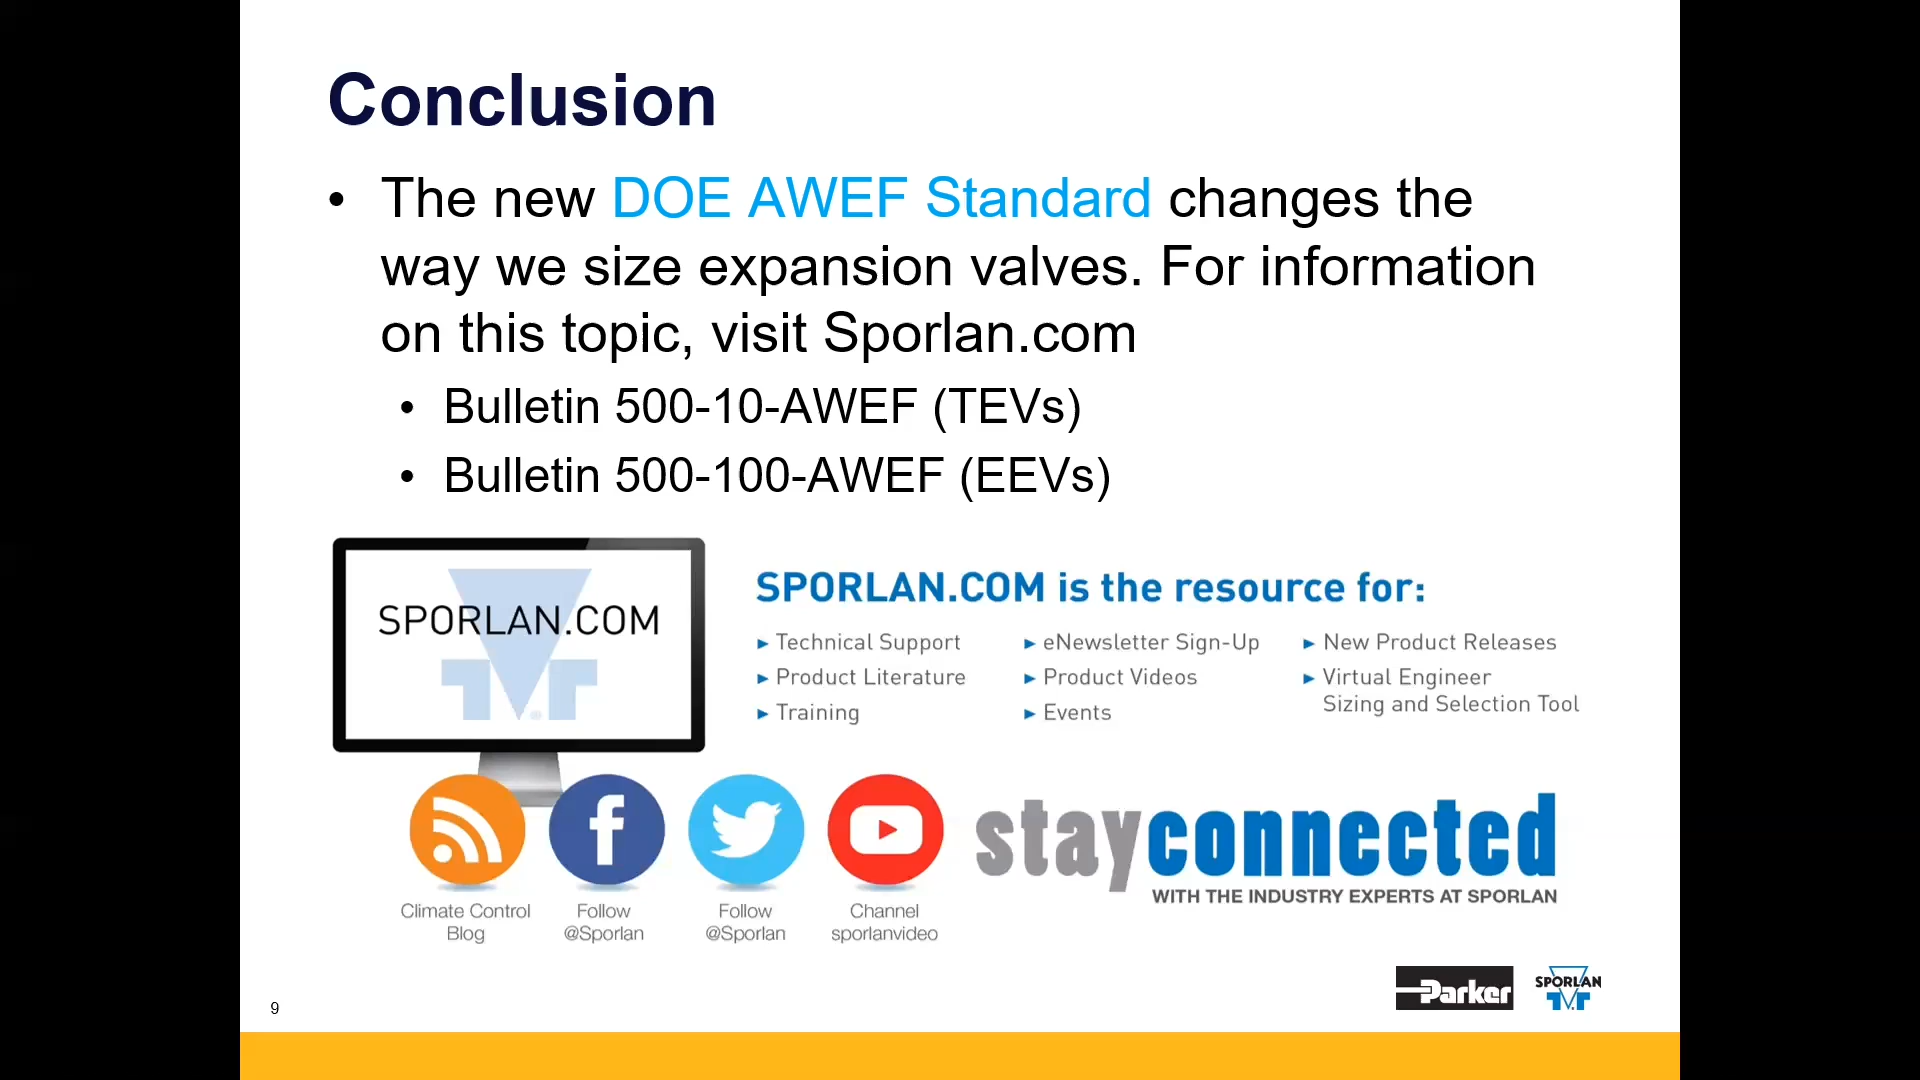 Conclusion
• The new DOE AWEF Standard changes the
way we size expansion valves. For information
on this topic, visit Sporlan.com
• Bulletin 500-10-AWEF (TEVs)
• Bulletin 500-100-AWEF (EEVs)
SPORLAN.COM
SPORLAN.COM is the resource for:
▸ Technical Support
▸ Product Literature
▸ Training
▸ eNewsletter Sign-Up
▸ Product Videos
▸ Events
▸ New Product Releases
▸ Virtual Engineer
Sizing and Selection Tool
Climate Control
Blog
Follow
@Sporlan
Follow
@Sporlan
Channel
sporlanvideo
stayconnected
WITH THE INDUSTRY EXPERTS AT SPORLAN
Parker
SPORLAN
9